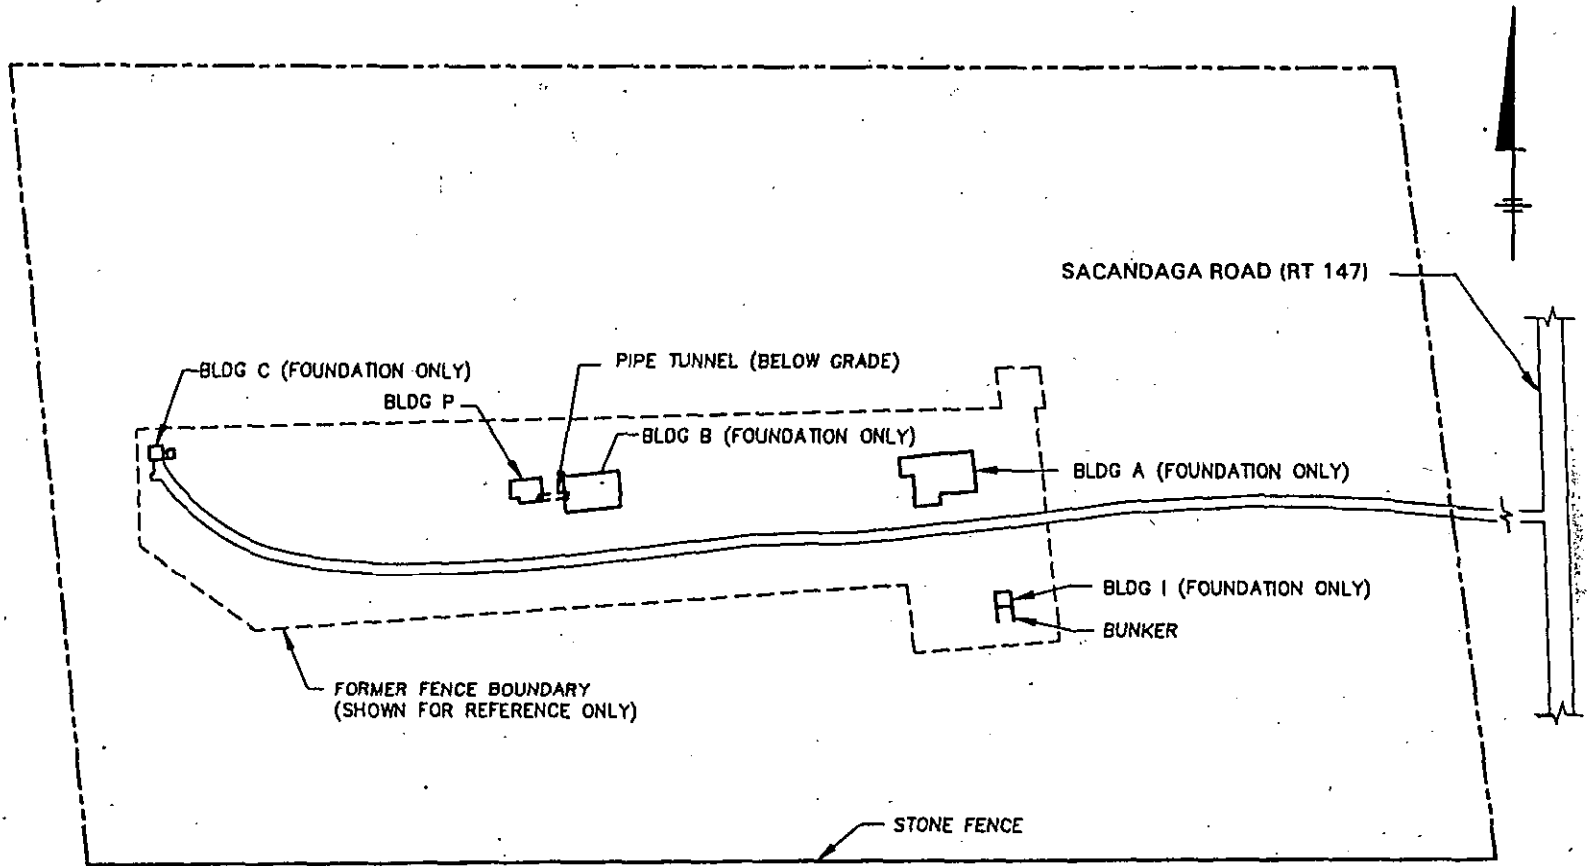 SACANDAGA ROAD (RT 147)
PIPE TUNNEL (BELOW GRADE)
BLDG C (FOUNDATION ONLY)
BLDG P
BLDG B (FOUNDATION ONLY)
BLDG A (FOUNDATION ONLY)
BLDG I (FOUNDATION ONLY)
BUNKER
FORMER FENCE BOUNDARY
(SHOWN FOR REFERENCE ONLY)
STONE FENCE